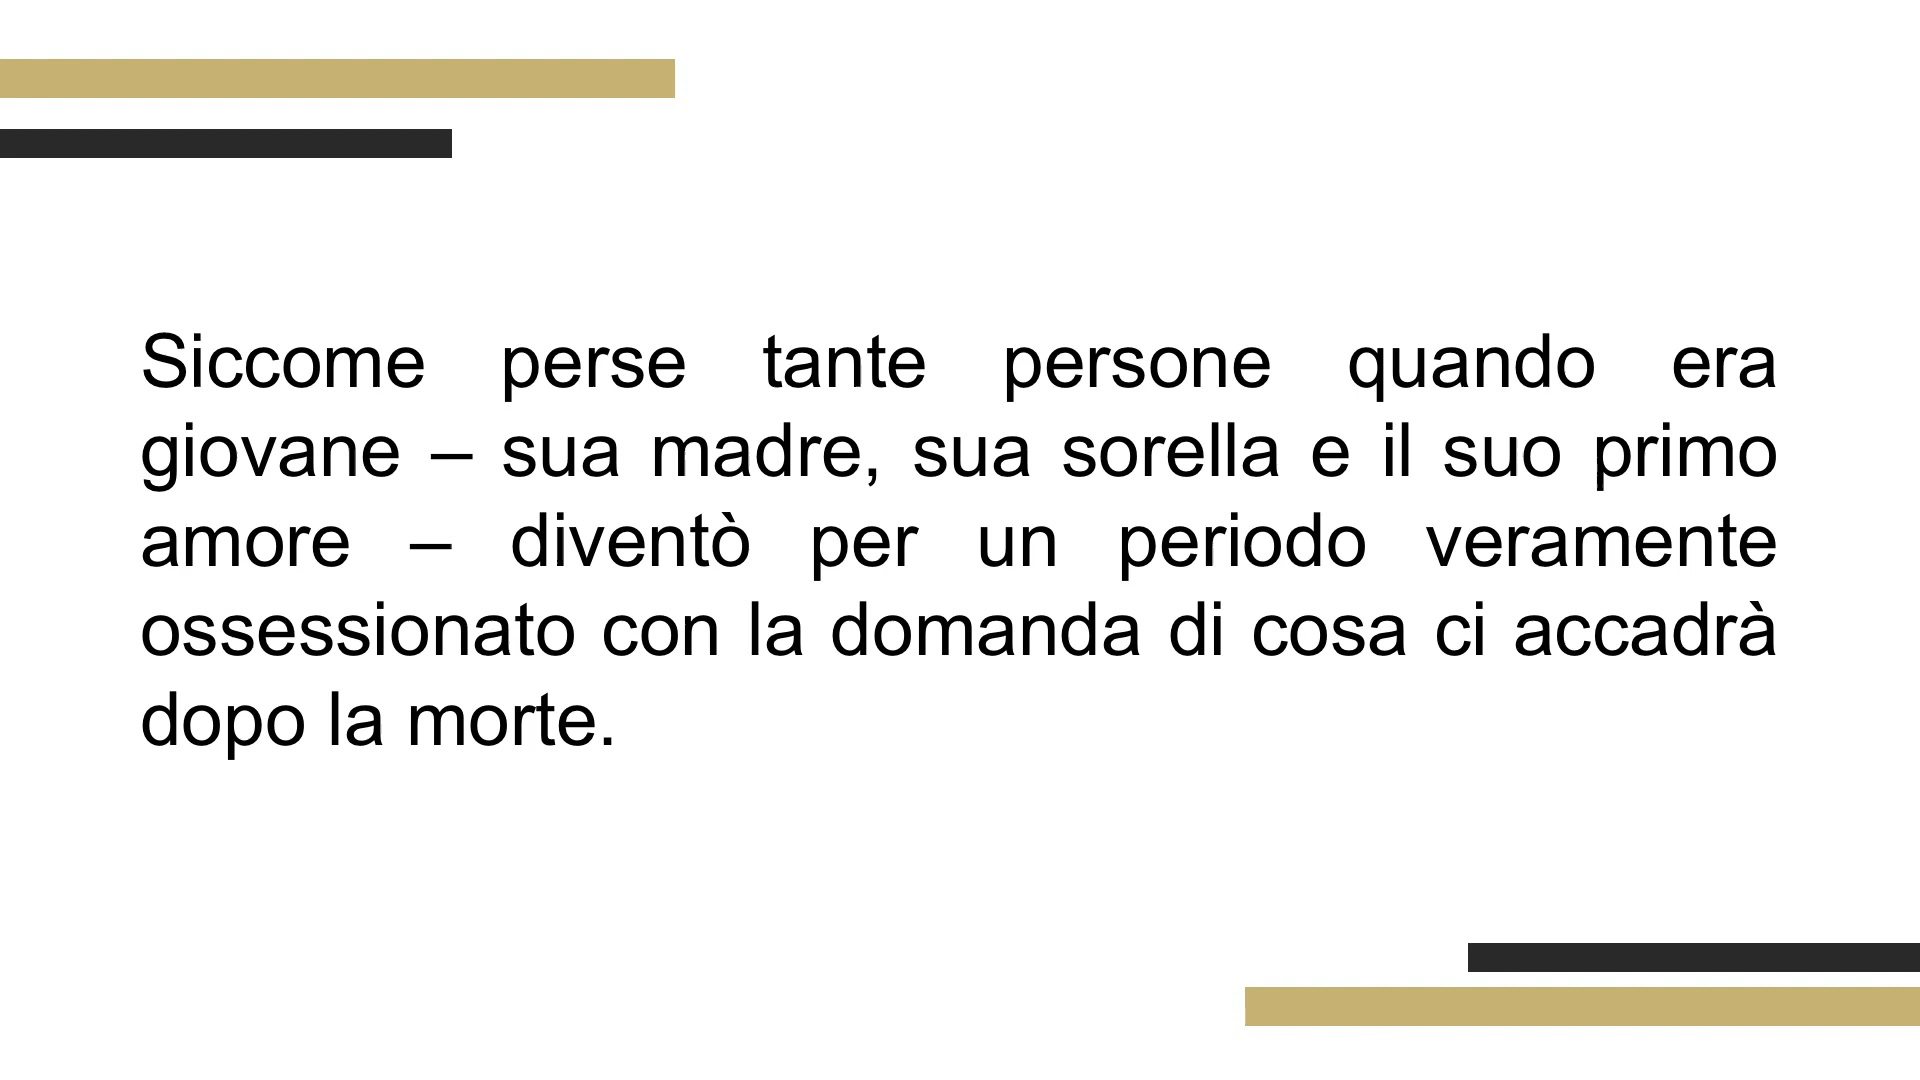 Siccome perse tante persone quando era
giovane – sua madre, sua sorella e il suo primo
amore – diventò per un periodo veramente
ossessionato con la domanda di cosa ci accadrà
dopo la morte.